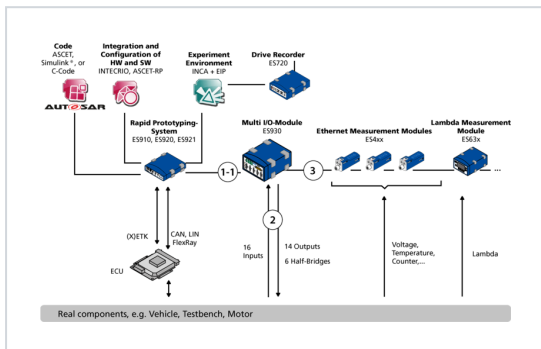 Code
ASCET,
Simulink®, or
C-Code
AUTOSAR
Integration and
Configuration of
HW and SW
INTECRIO, ASCET-RP
Experiment
Environment
INCA + EIP
Drive Recorder
ES720
Rapid Prototyping-
System
ES910, ES920, ES921
Multi I/O-Module
ES930
Ethernet Measurement Modules
ES4xx
Lambda Measurement
Module
ES63x
1-1
3
...
2
(X)ETK
CAN, LIN
FlexRay
ECU
16
Inputs
14 Outputs
6 Half-Bridges
Voltage,
Temperature,
Counter,...
Lambda
Real components, e.g. Vehicle, Testbench, Motor